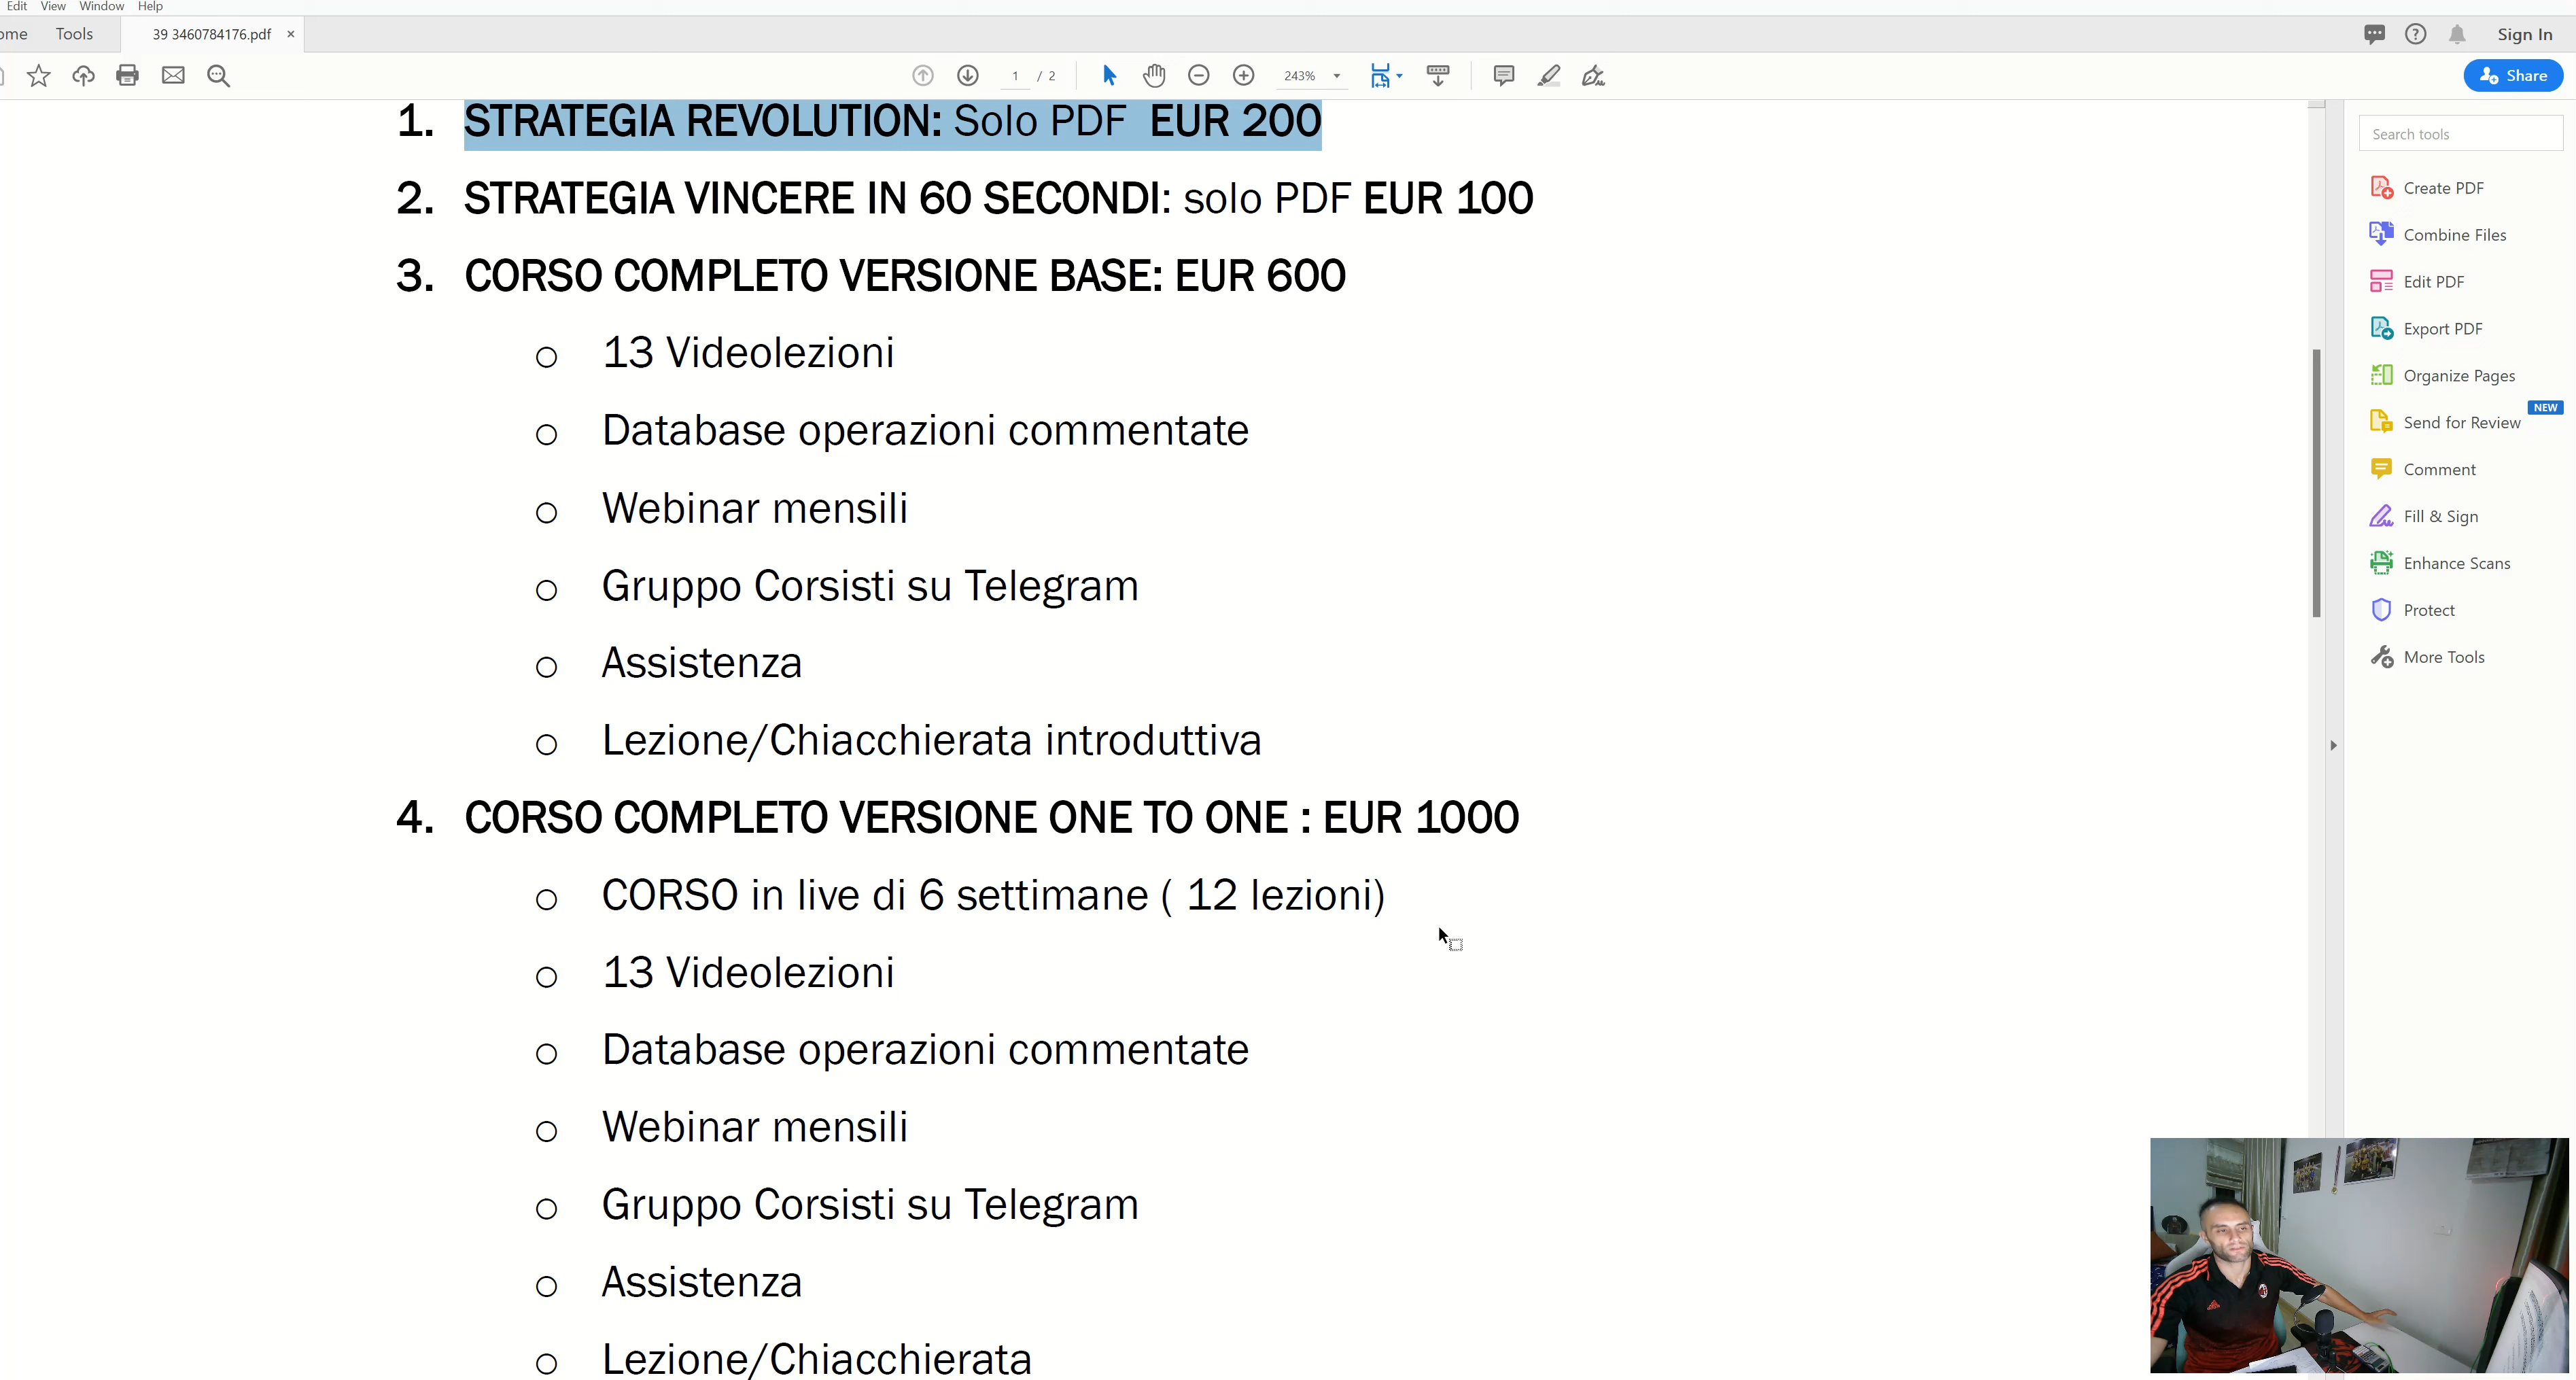 Edit View Window Help
ome Tools 39 3460784176.pdf × Sign In
1 / 2 243% Share
1. STRATEGIA REVOLUTION: Solo PDF EUR 200
2. STRATEGIA VINCERE IN 60 SECONDI: solo PDF EUR 100
3. CORSO COMPLETO VERSIONE BASE: EUR 600
○ 13 Videolezioni
○ Database operazioni commentate
○ Webinar mensili
○ Gruppo Corsisti su Telegram
○ Assistenza
○ Lezione/Chiacchierata introduttiva
4. CORSO COMPLETO VERSIONE ONE TO ONE : EUR 1000
○ CORSO in live di 6 settimane ( 12 lezioni)
○ 13 Videolezioni
○ Database operazioni commentate
○ Webinar mensili
○ Gruppo Corsisti su Telegram
○ Assistenza
○ Lezione/Chiacchierata
Search tools
Create PDF
Combine Files
Edit PDF
Export PDF
Organize Pages
NEW
Send for Review
Comment
Fill & Sign
Enhance Scans
Protect
More Tools